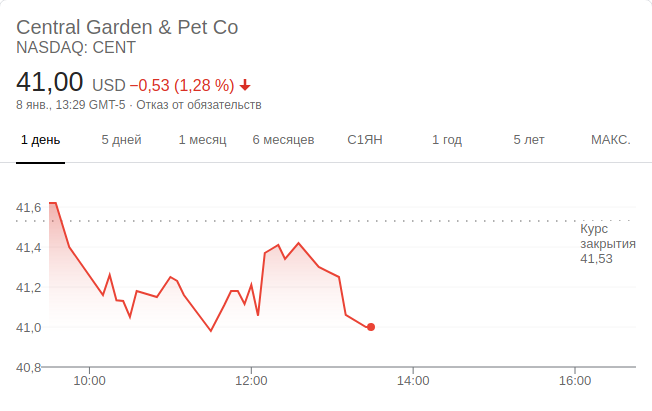 Central Garden & Pet Co
NASDAQ: CENT
41,00 USD −0,53 (1,28 %)
8 янв., 13:29 GMT-5 · Отказ от обязательств
1 день 5 дней 1 месяц 6 месяцев С1ЯН 1 год 5 лет МАКС.
41,6
41,4
41,2
41,0
40,8
Курс
закрытия
41,53
10:00 12:00 14:00 16:00